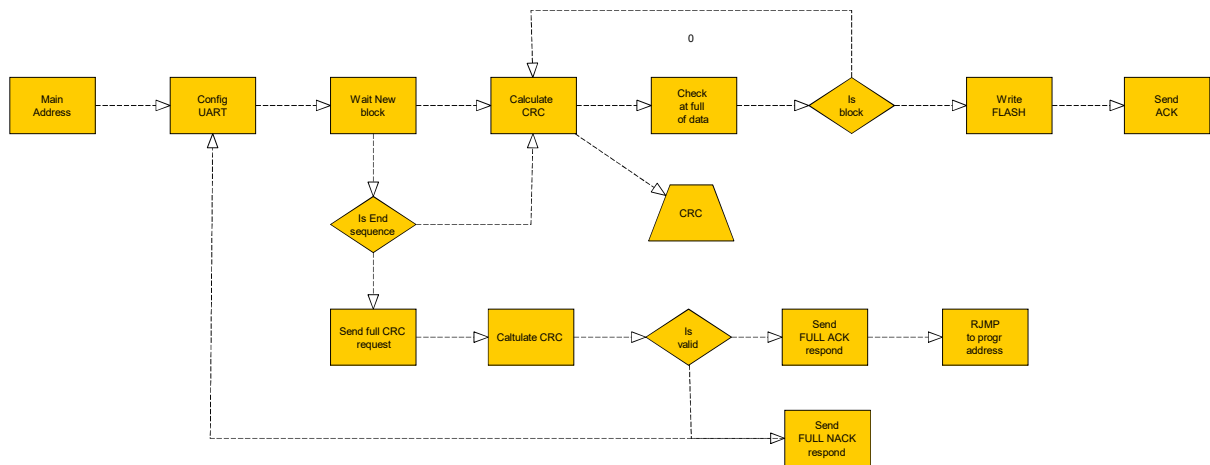 0
Main
Address
Config
UART
Wait New
block
Calculate
CRC
Check
at full
of data
Is
block
Write
FLASH
Send
ACK
Is End
sequence
CRC
Send full CRC
request
Caltulate CRC
Is
valid
Send
FULL ACK
respond
RJMP
to progr
address
Send
FULL NACK
respond